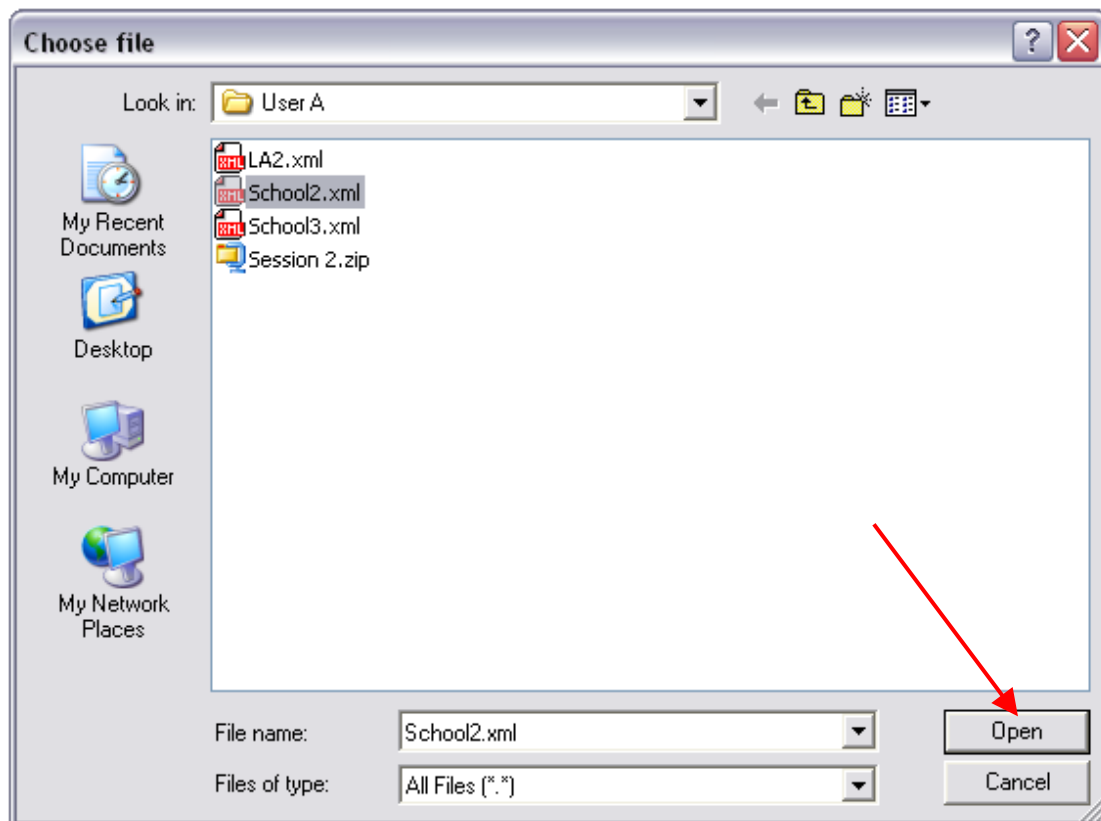 Choose file
Look in:
User A
LA2.xml
School2.xml
School3.xml
Session 2.zip
My Recent
Documents
Desktop
My Computer
My Network
Places
File name:
School2.xml
Open
Files of type:
All Files (*.*)
Cancel